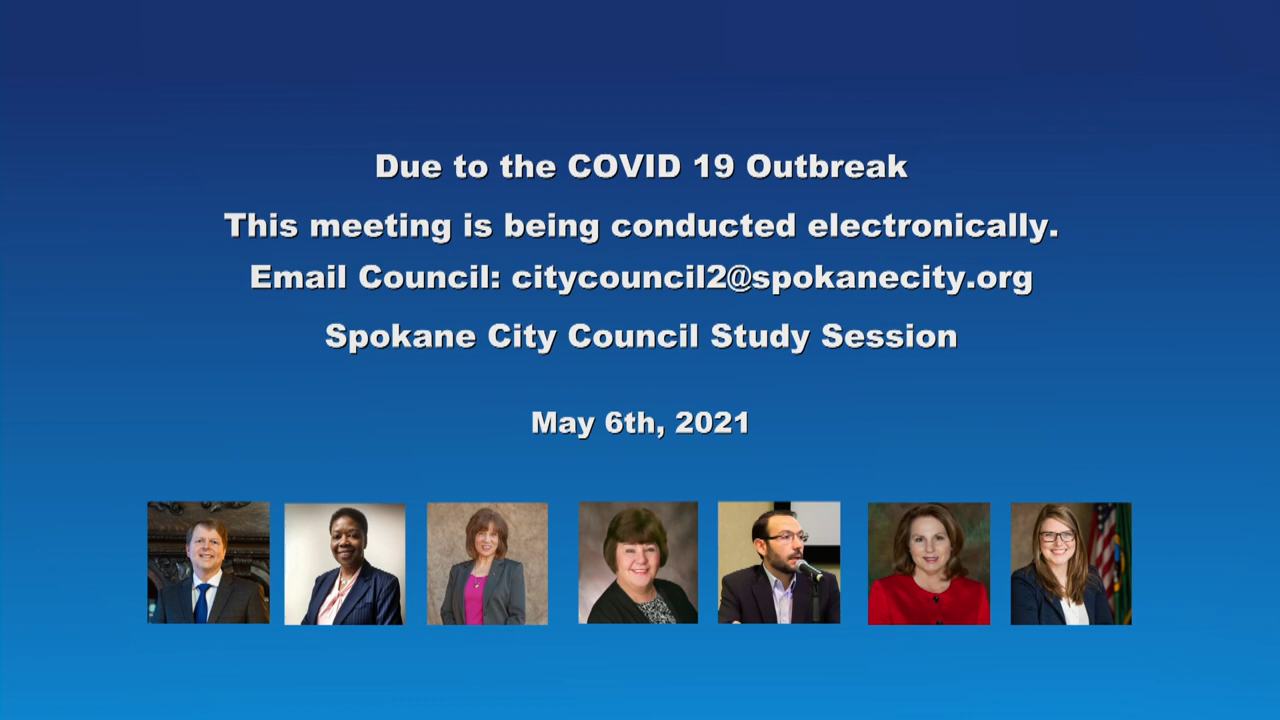 Due to the COVID 19 Outbreak
This meeting is being conducted electronically.
Email Council: citycouncil2@spokanecity.org
Spokane City Council Study Session
May 6th, 2021